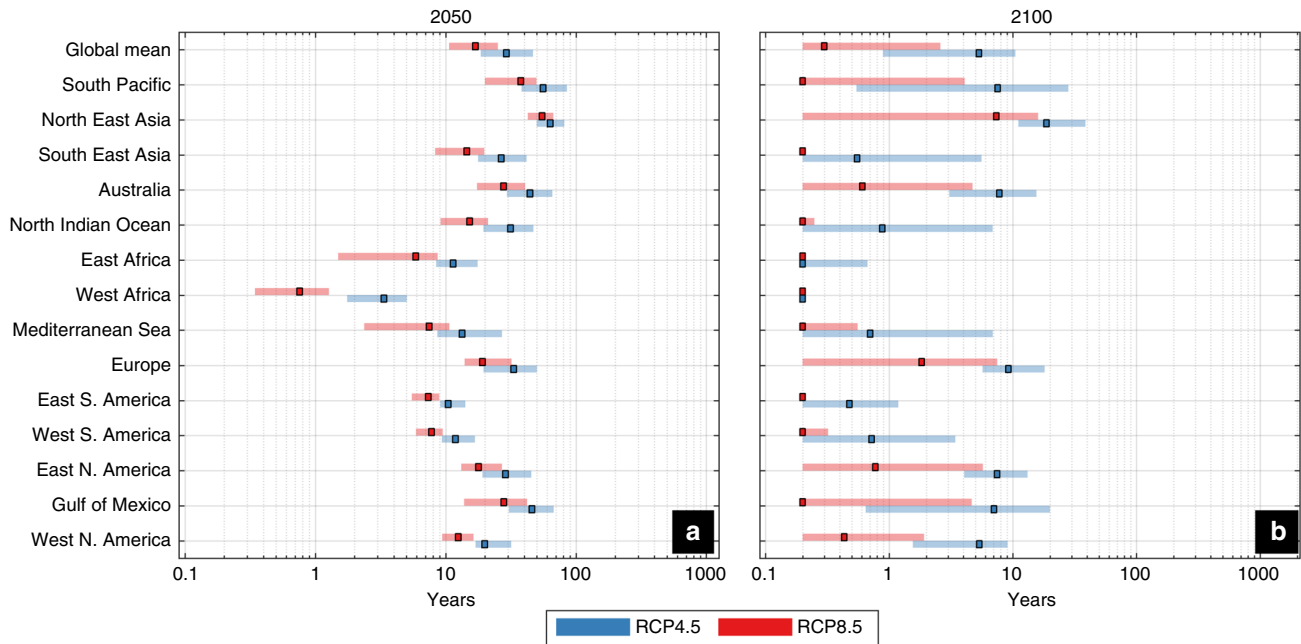 2050
2100
Global mean
South Pacific
North East Asia
South East Asia
Australia
North Indian Ocean
East Africa
West Africa
Mediterranean Sea
Europe
East S. America
West S. America
East N. America
Gulf of Mexico
West N. America
a
b
0.1 1 10 100 1000
0.1 1 10 100 1000
Years
Years
RCP4.5 RCP8.5